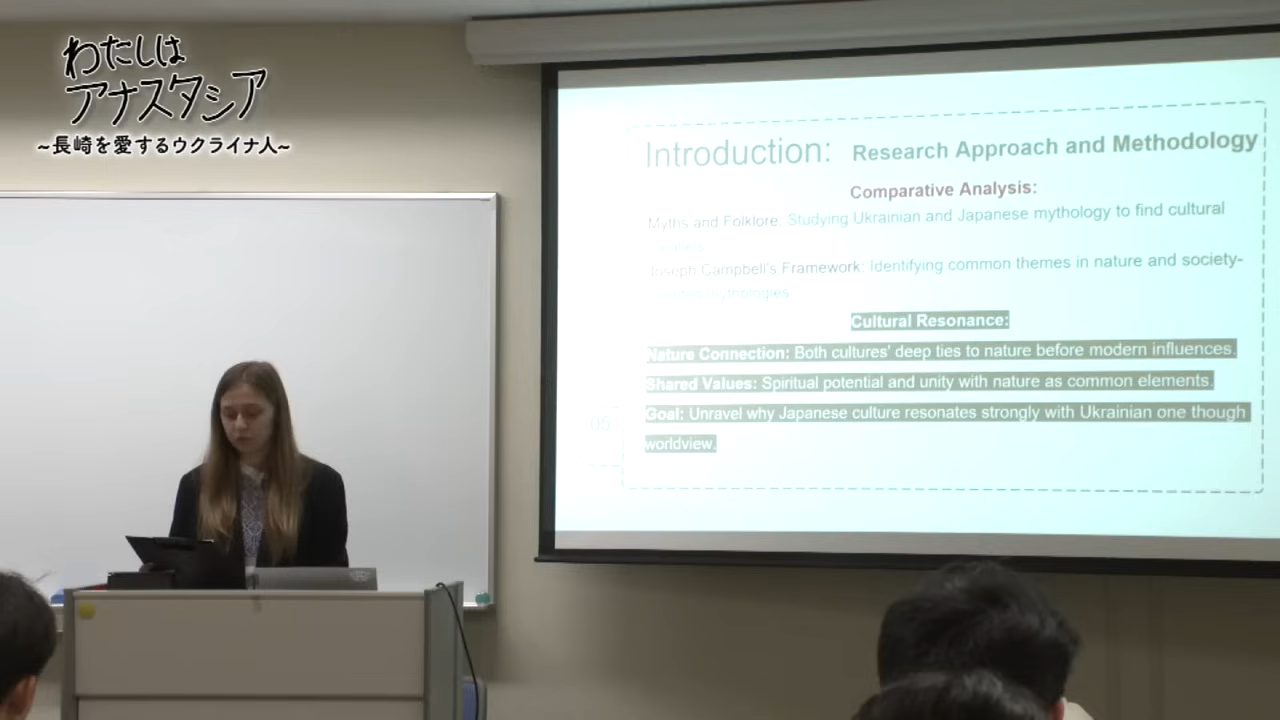 わたしは
アナスタシア
~長崎を愛するウクライナ人~
Introduction: Research Approach and Methodology
Comparative Analysis:
Myths and Folklore: Studying Ukrainian and Japanese mythology to find cultural
Joseph Campbell's Framework: Identifying common themes in nature and society-
mythologies
Cultural Resonance:
Nature Connection: Both cultures' deep ties to nature before modern influences.
Shared Values: Spiritual potential and unity with nature as common elements.
Goal: Unravel why Japanese culture resonates strongly with Ukrainian one though
worldview.
05